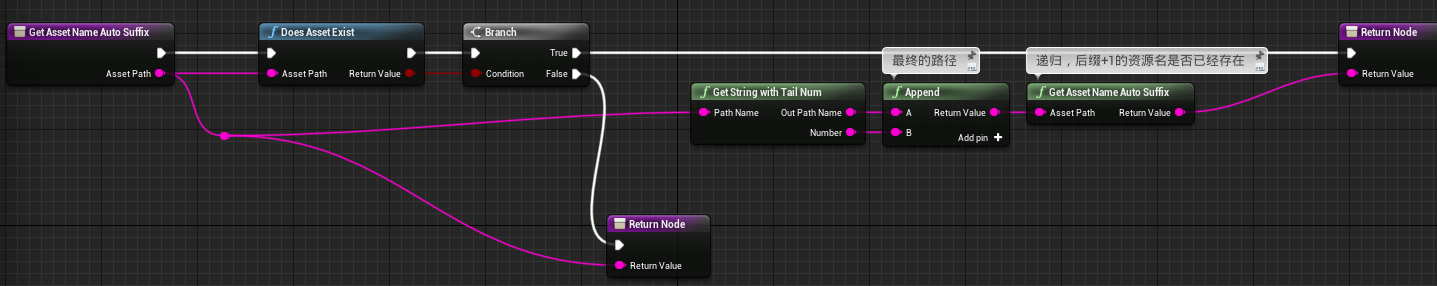 Get Asset Name Auto Suffix
Asset Path
Does Asset Exist
Asset Path
Return Value
Branch
Condition
True
False
Get String with Tail Num
Path Name
Out Path Name
Number
最终的路径
Append
A
B
Return Value
Add pin
递归，后缀+1的资源名是否已经存在
Get Asset Name Auto Suffix
Asset Path
Return Value
Return Node
Return Value
Return Node
Return Value